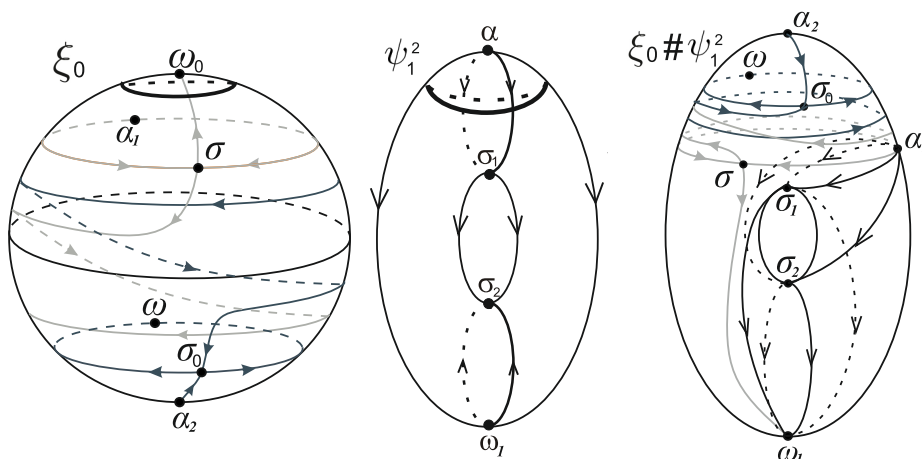 ξ₀
ω₀
α₁
σ
ω
σ₀
α₂
ψ₁²
α
σ₁
σ₂
ω₁
ξ₀#ψ₁²
α₂
ω
σ₀
α
σ
σ₁
σ₂
ω₁